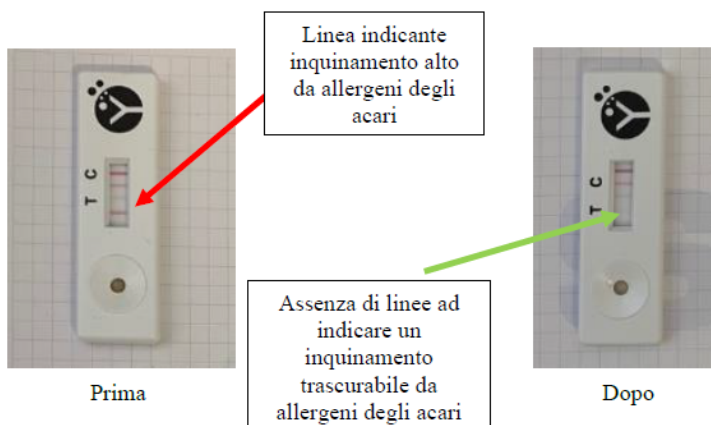 Linea indicante
inquinamento alto
da allergeni degli
acari
T C
T C
Assenza di linee ad
indicare un
inquinamento
trascurabile da
allergeni degli acari
Prima
Dopo